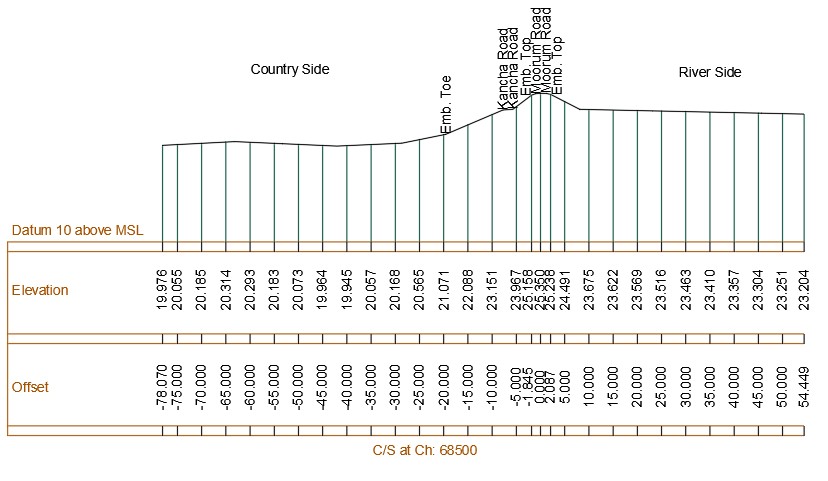 Country Side
River Side
Emb. Toe
Kancha Road
Kancha Road
Emb. Top
Moorum Road
Moorum Road
Emb. Top
Datum 10 above MSL
Elevation
19.976 20.055 20.185 20.314 20.293 20.183 20.073 19.964 19.945 20.057 20.168 20.565 21.071 22.088 23.151 23.967 25.158 25.350 25.238 24.491 23.675 23.622 23.569 23.516 23.463 23.410 23.357 23.304 23.251 23.204
Offset
-78.070 -75.000 -70.000 -65.000 -60.000 -55.000 -50.000 -45.000 -40.000 -35.000 -30.000 -25.000 -20.000 -15.000 -10.000 -5.000 -1.845 0.000 2.087 5.000 10.000 15.000 20.000 25.000 30.000 35.000 40.000 45.000 50.000 54.449
C/S at Ch: 68500